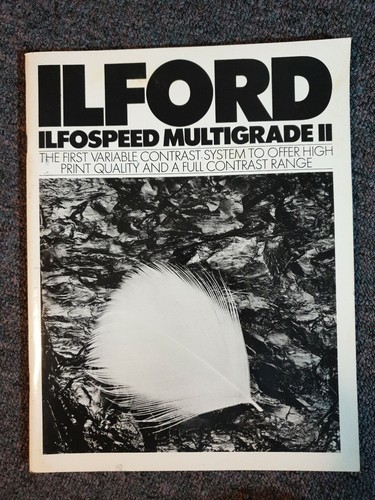 ILFORD
ILFOSPEED MULTIGRADE II
THE FIRST VARIABLE CONTRAST SYSTEM TO OFFER HIGH
PRINT QUALITY AND A FULL CONTRAST RANGE